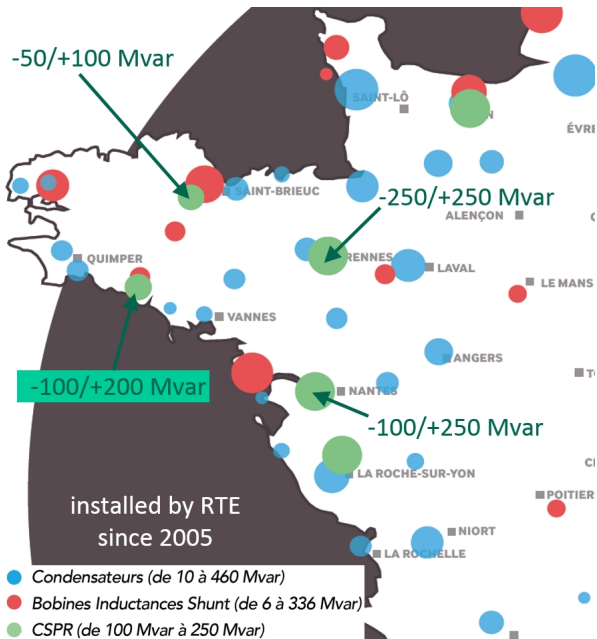 -50/+100 Mvar
SAINT-LÔ
N
ÉVRE
SAINT-BRIEUC
-250/+250 Mvar
ALENÇON
C
QUIMPER
RENNES
LAVAL
LE MANS
VANNES
ANGERS
TO
-100/+200 Mvar
NANTES
-100/+250 Mvar
LA ROCHE-SUR-YON
CH
POITIER
installed by RTE
since 2005
NIORT
LA ROCHELLE
Condensateurs (de 10 à 460 Mvar)
Bobines Inductances Shunt (de 6 à 336 Mvar)
CSPR (de 100 Mvar à 250 Mvar)